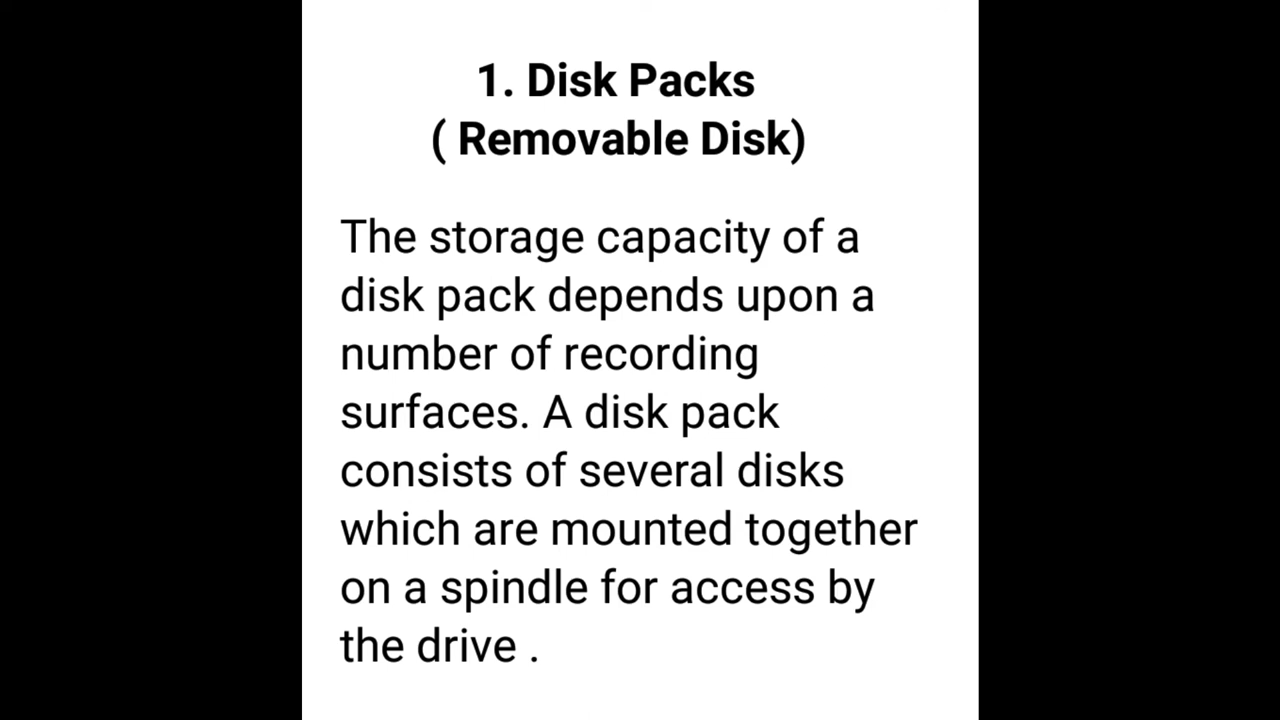 1. Disk Packs
( Removable Disk)
The storage capacity of a
disk pack depends upon a
number of recording
surfaces. A disk pack
consists of several disks
which are mounted together
on a spindle for access by
the drive .